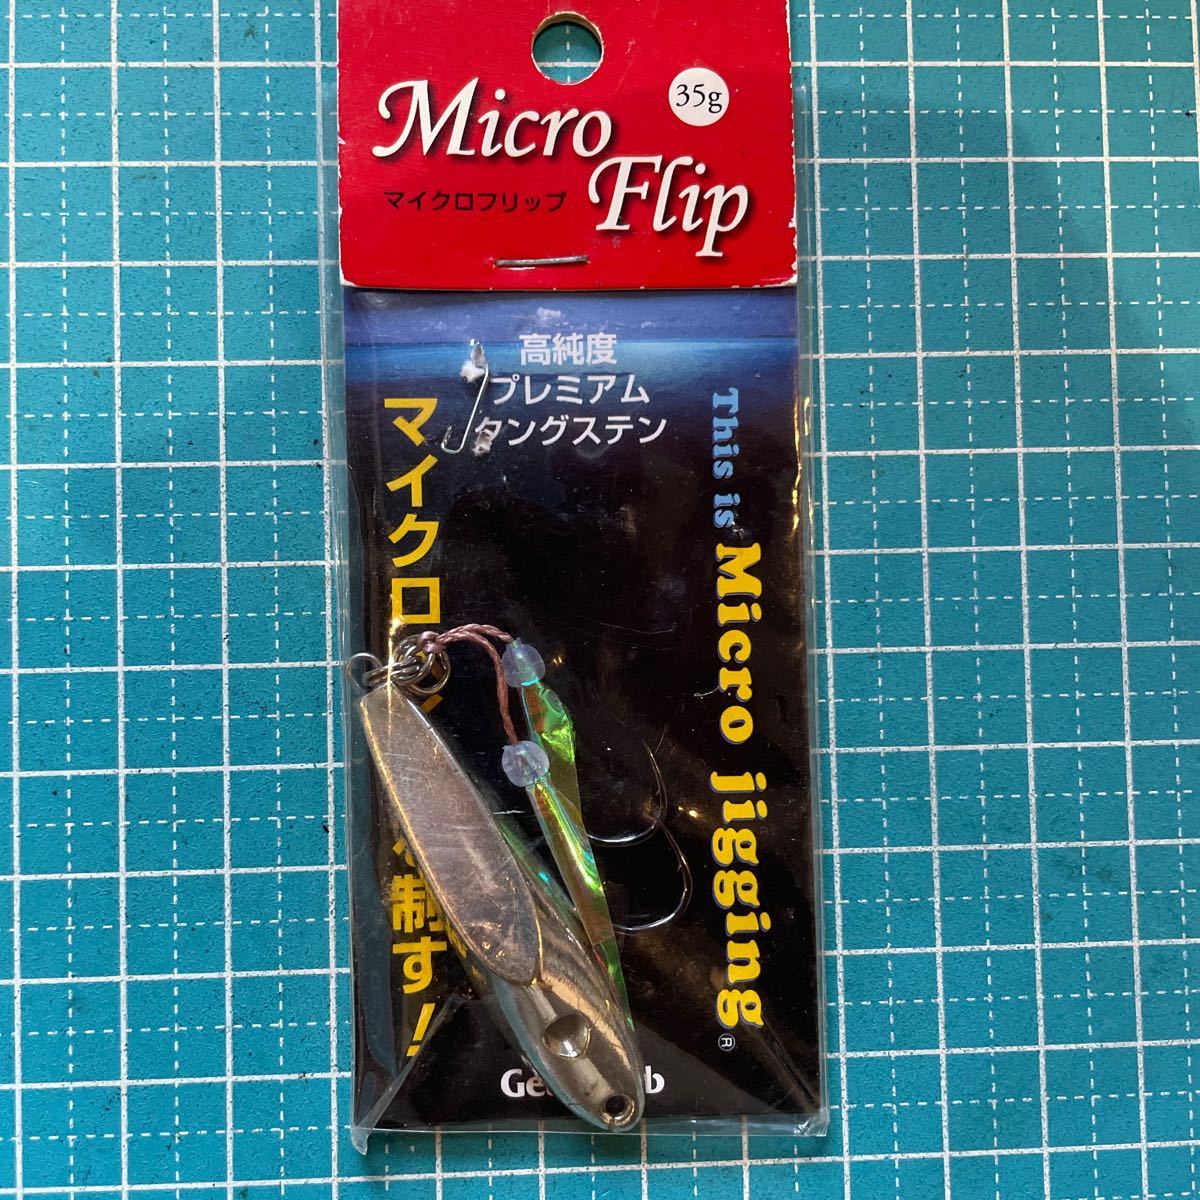 Micro
35g
Flip
マイクロフリップ
高純度
プレミアム
タングステン
マイクロ
制す！
This is Micro jigging®